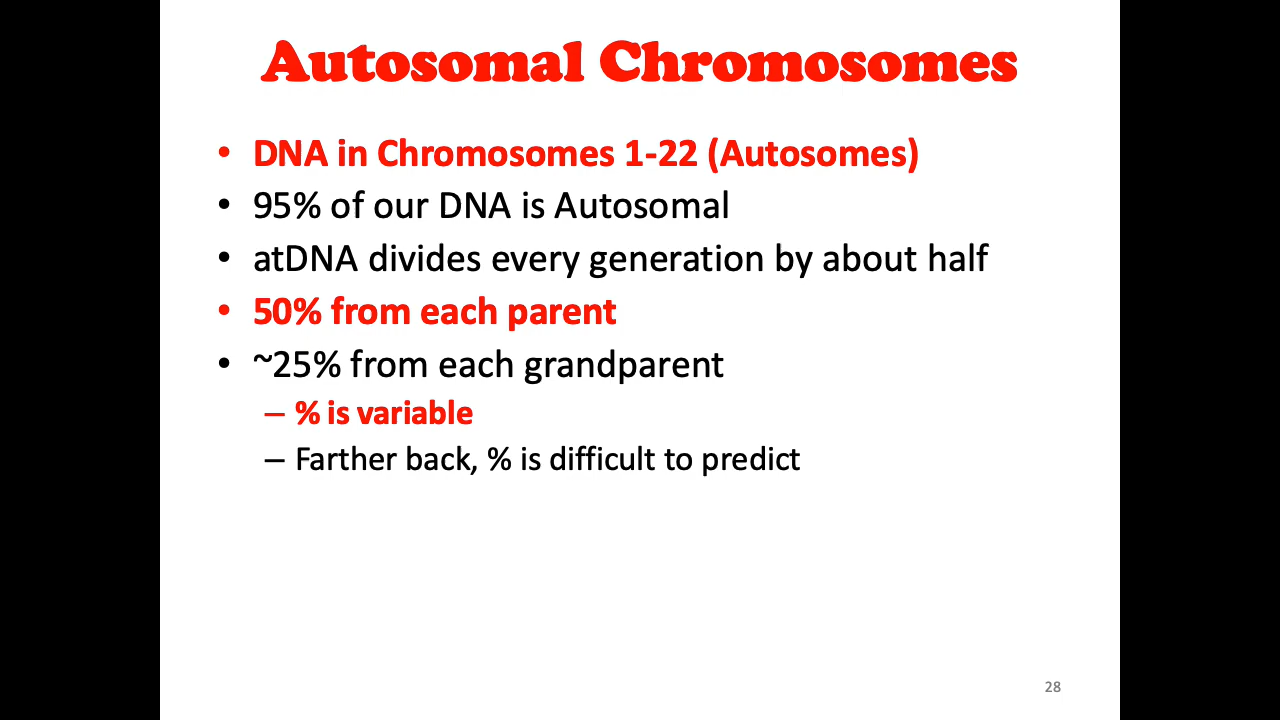 Autosomal Chromosomes
• DNA in Chromosomes 1-22 (Autosomes)
• 95% of our DNA is Autosomal
• atDNA divides every generation by about half
• 50% from each parent
• ~25% from each grandparent
– % is variable
– Farther back, % is difficult to predict
28